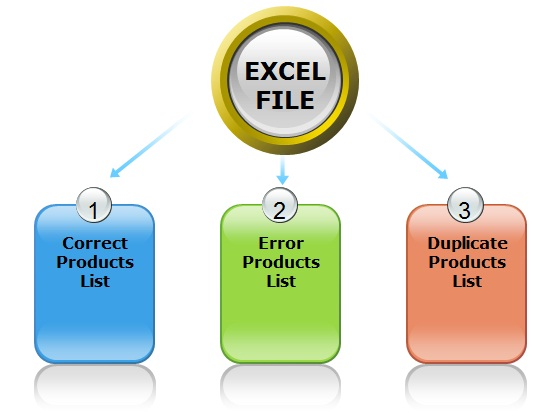 EXCEL
FILE
1
Correct
Products
List
2
Error
Products
List
3
Duplicate
Products
List